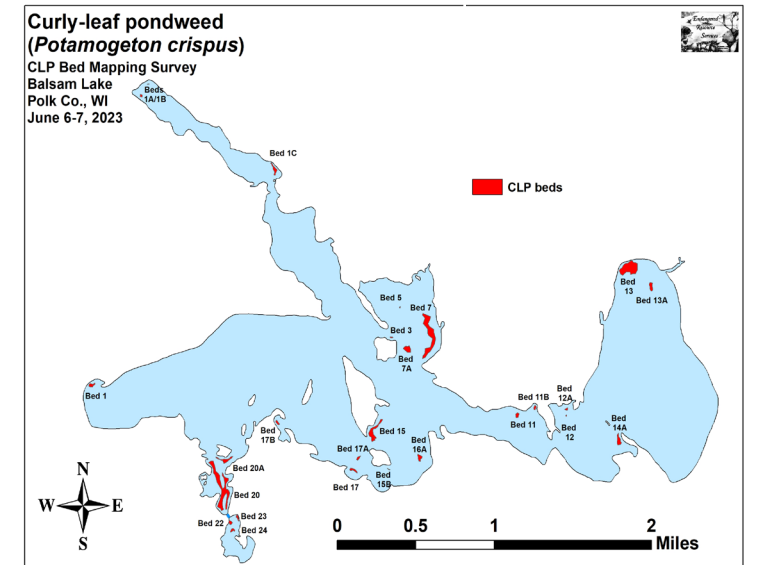 Curly-leaf pondweed
(Potamogeton crispus)
CLP Bed Mapping Survey
Balsam Lake
Polk Co., WI
June 6-7, 2023
Endangered
Resource
Services
Beds
1A/1B
Bed 1C
CLP beds
Bed 5
Bed 7
Bed 3
Bed
7A
Bed
13
Bed 13A
Bed 1
Bed
17B
Bed 15
Bed 11B
Bed
12A
Bed 11
Bed
12
Bed
14A
Bed
16A
Bed 17A
Bed 17
Bed
15B
Bed 20A
Bed 20
Bed 23
Bed 22
Bed 24
N
W
E
S
0
0.5
1
2
Miles